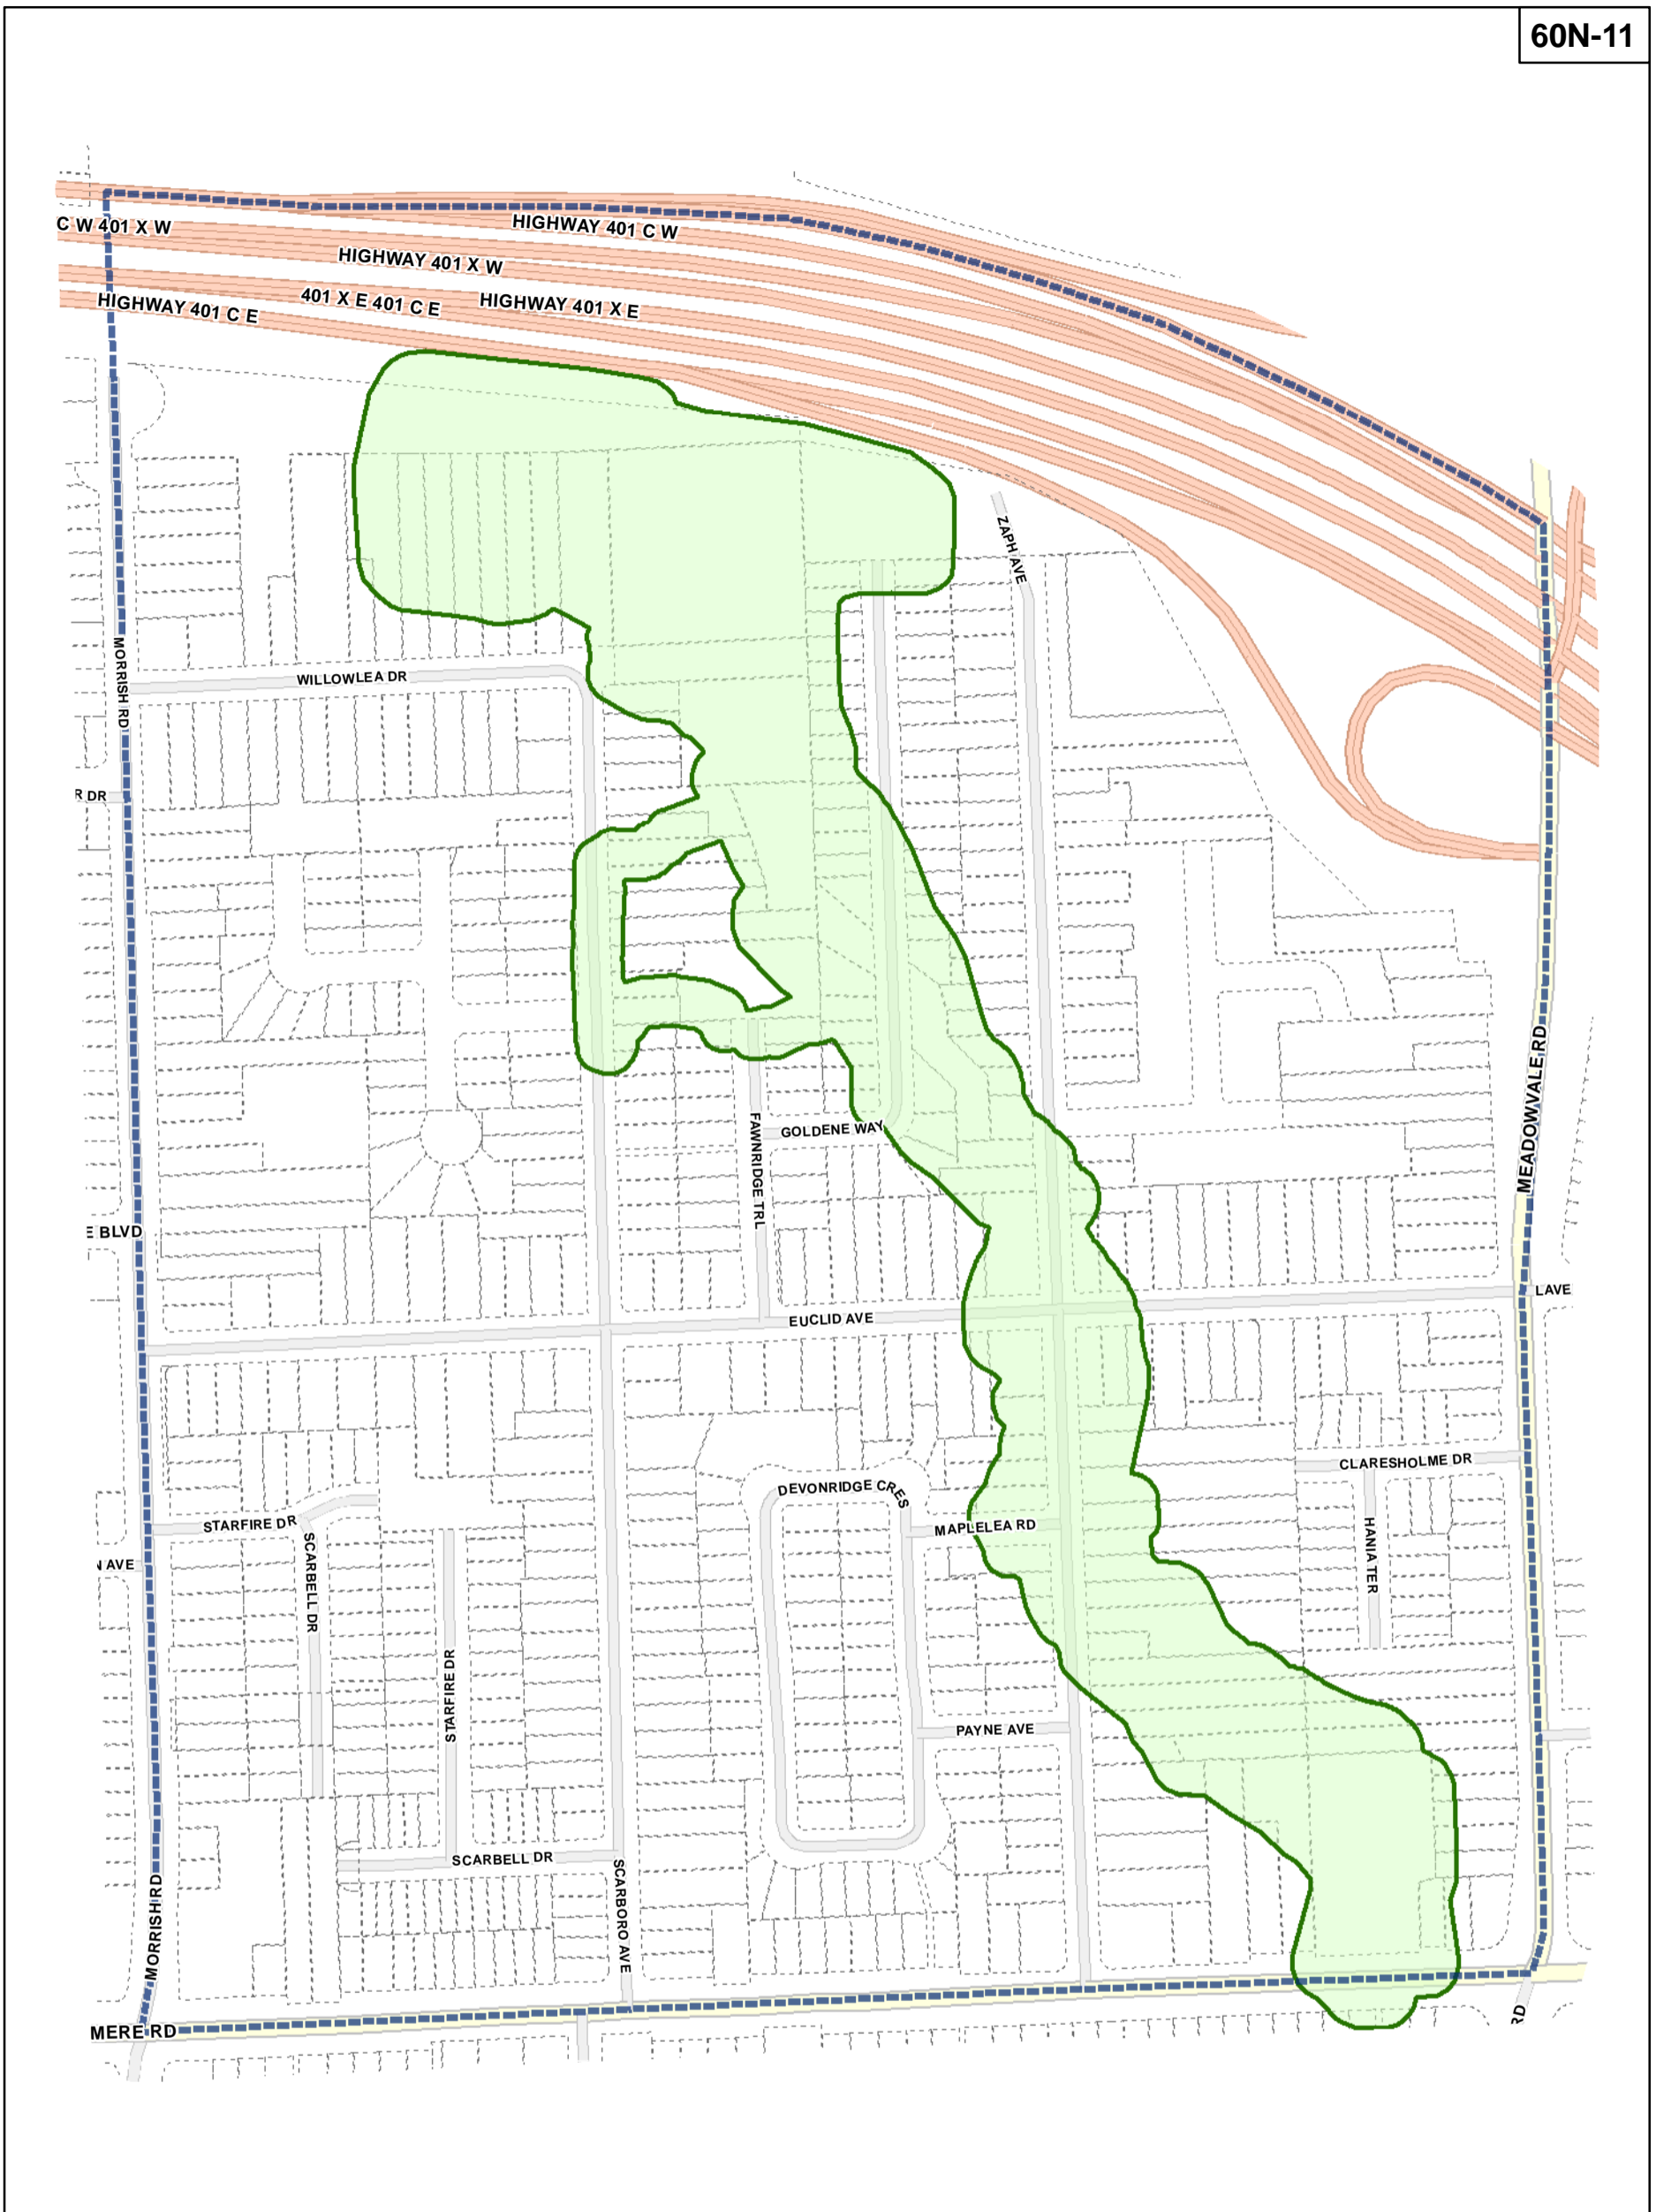 60N-11
HIGHWAY 401 C W
C W 401 X W
HIGHWAY 401 X W
401 X E 401 C E
HIGHWAY 401 X E
HIGHWAY 401 C E
ZAPH AVE
MORRISH RD
WILLOWLEA DR
R DR
MEADOWVALE RD
FAWNRIDGE TRL
GOLDENE WAY
E BLVD
L AVE
EUCLID AVE
CLARESHOLME DR
DEVONRIDGE CRES
STARFIRE DR
MAPLELEA RD
HANIA TER
N AVE
SCARBELL DR
STARFIRE DR
PAYNE AVE
SCARBELL DR
SCARBORO AVE
MORRISH RD
RD
MERE RD